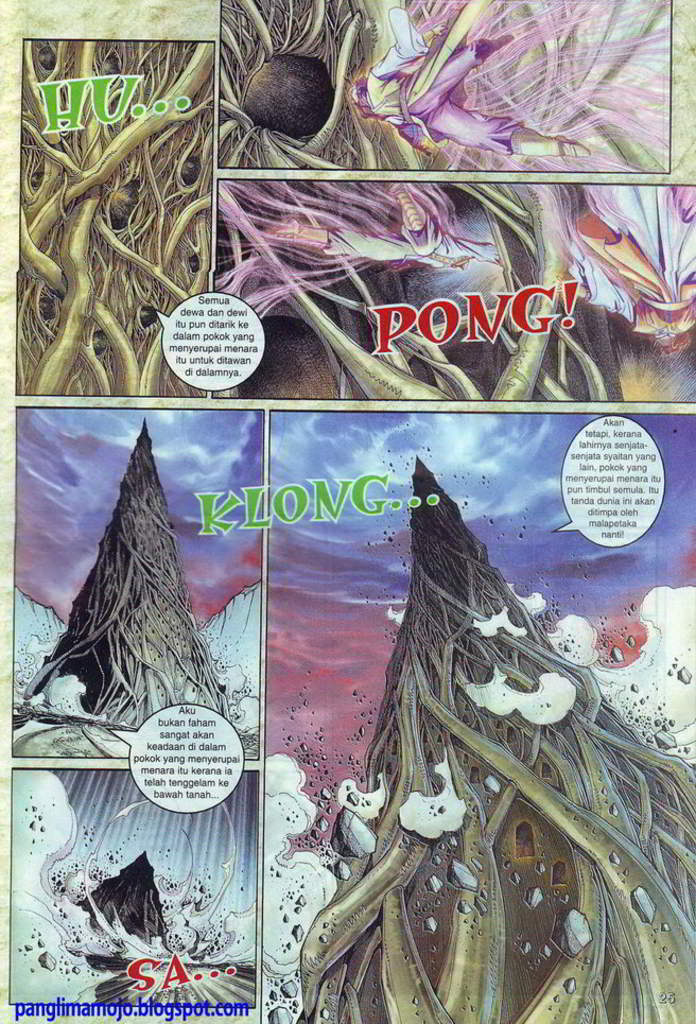 HU...
Semua
dewa dan dewi
itu pun ditarik ke
dalam pokok yang
menyerupai menara
itu untuk ditawan
di dalamnya.
PONG!
KLONG...
Akan
tetapi, kerana
lahirnya senjata-
senjata syaitan yang
lain, pokok yang
menyerupai menara itu
pun timbul semula. Itu
tanda dunia ini akan
ditimpa oleh
malapetaka
nanti!
Aku
bukan faham
sangat akan
keadaan di dalam
pokok yang menyerupai
menara itu kerana ia
telah tenggelam ke
bawah tanah...
SA...
25
panglimamojo.blogspot.com